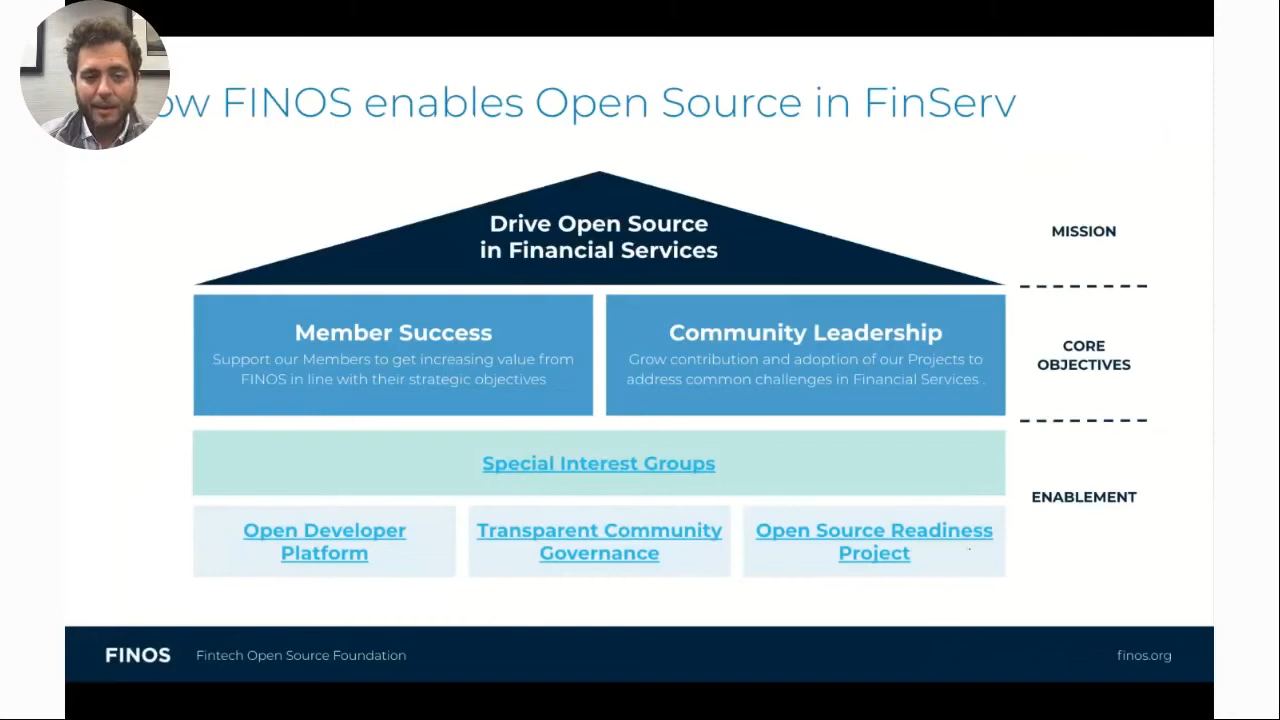 ow FINOS enables Open Source in FinServ
Drive Open Source
in Financial Services
MISSION
Member Success
Support our Members to get increasing value from
FINOS in line with their strategic objectives
Community Leadership
Grow contribution and adoption of our Projects to
address common challenges in Financial Services .
CORE
OBJECTIVES
Special Interest Groups
ENABLEMENT
Open Developer
Platform
Transparent Community
Governance
Open Source Readiness
Project
FINOS
Fintech Open Source Foundation
finos.org